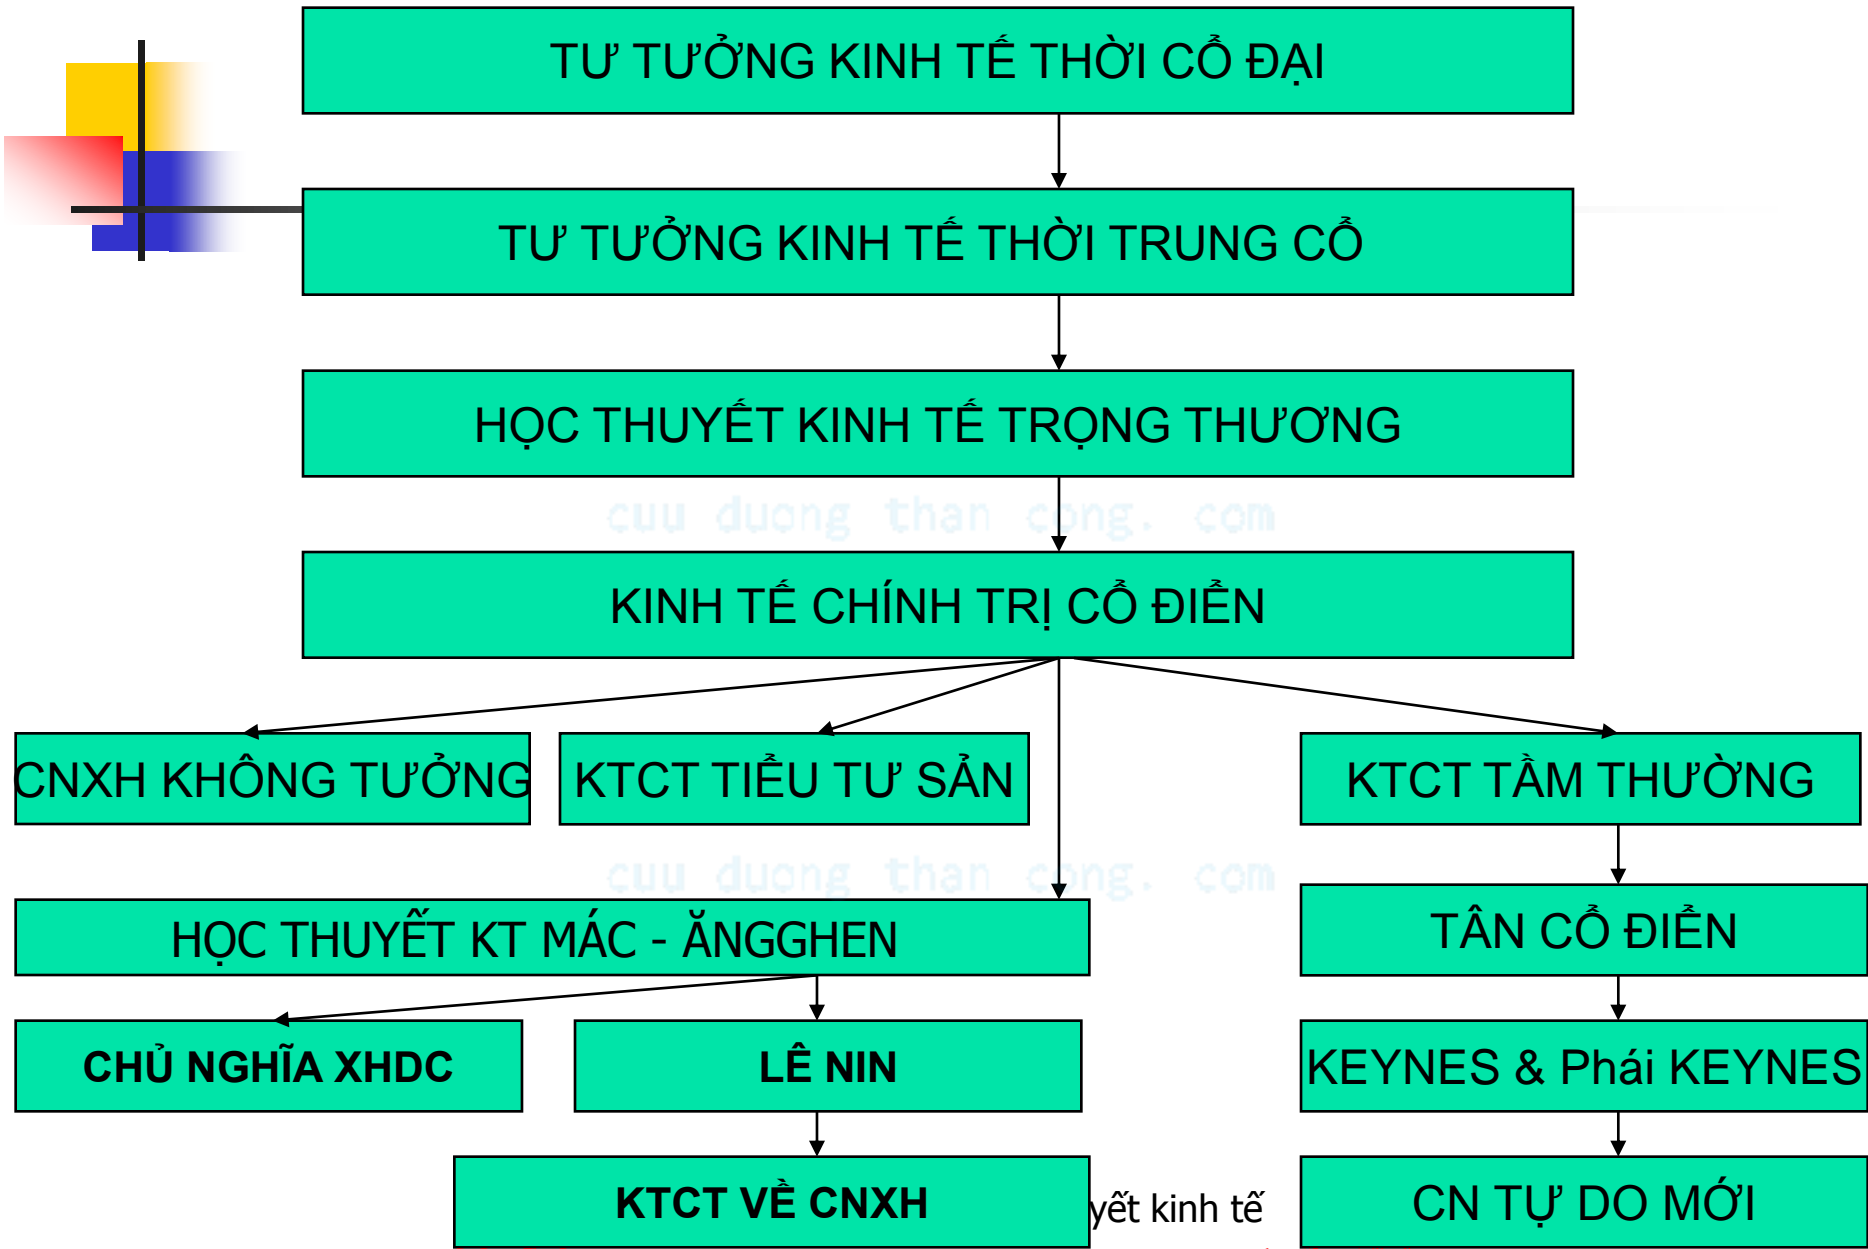 TƯ TƯỞNG KINH TẾ THỜI CỔ ĐẠI
TƯ TƯỞNG KINH TẾ THỜI TRUNG CỔ
HỌC THUYẾT KINH TẾ TRỌNG THƯƠNG
cuu duong than cong. com
KINH TẾ CHÍNH TRỊ CỔ ĐIỂN
CNXH KHÔNG TƯỞNG
KTCT TIỂU TƯ SẢN
KTCT TẦM THƯỜNG
cuu duong than cong. com
HỌC THUYẾT KT MÁC - ĂNGGHEN
TÂN CỔ ĐIỂN
CHỦ NGHĨA XHDC
LÊ NIN
KEYNES & Phái KEYNES
KTCT VỀ CNXH
yết kinh tế
CN TỰ DO MỚI